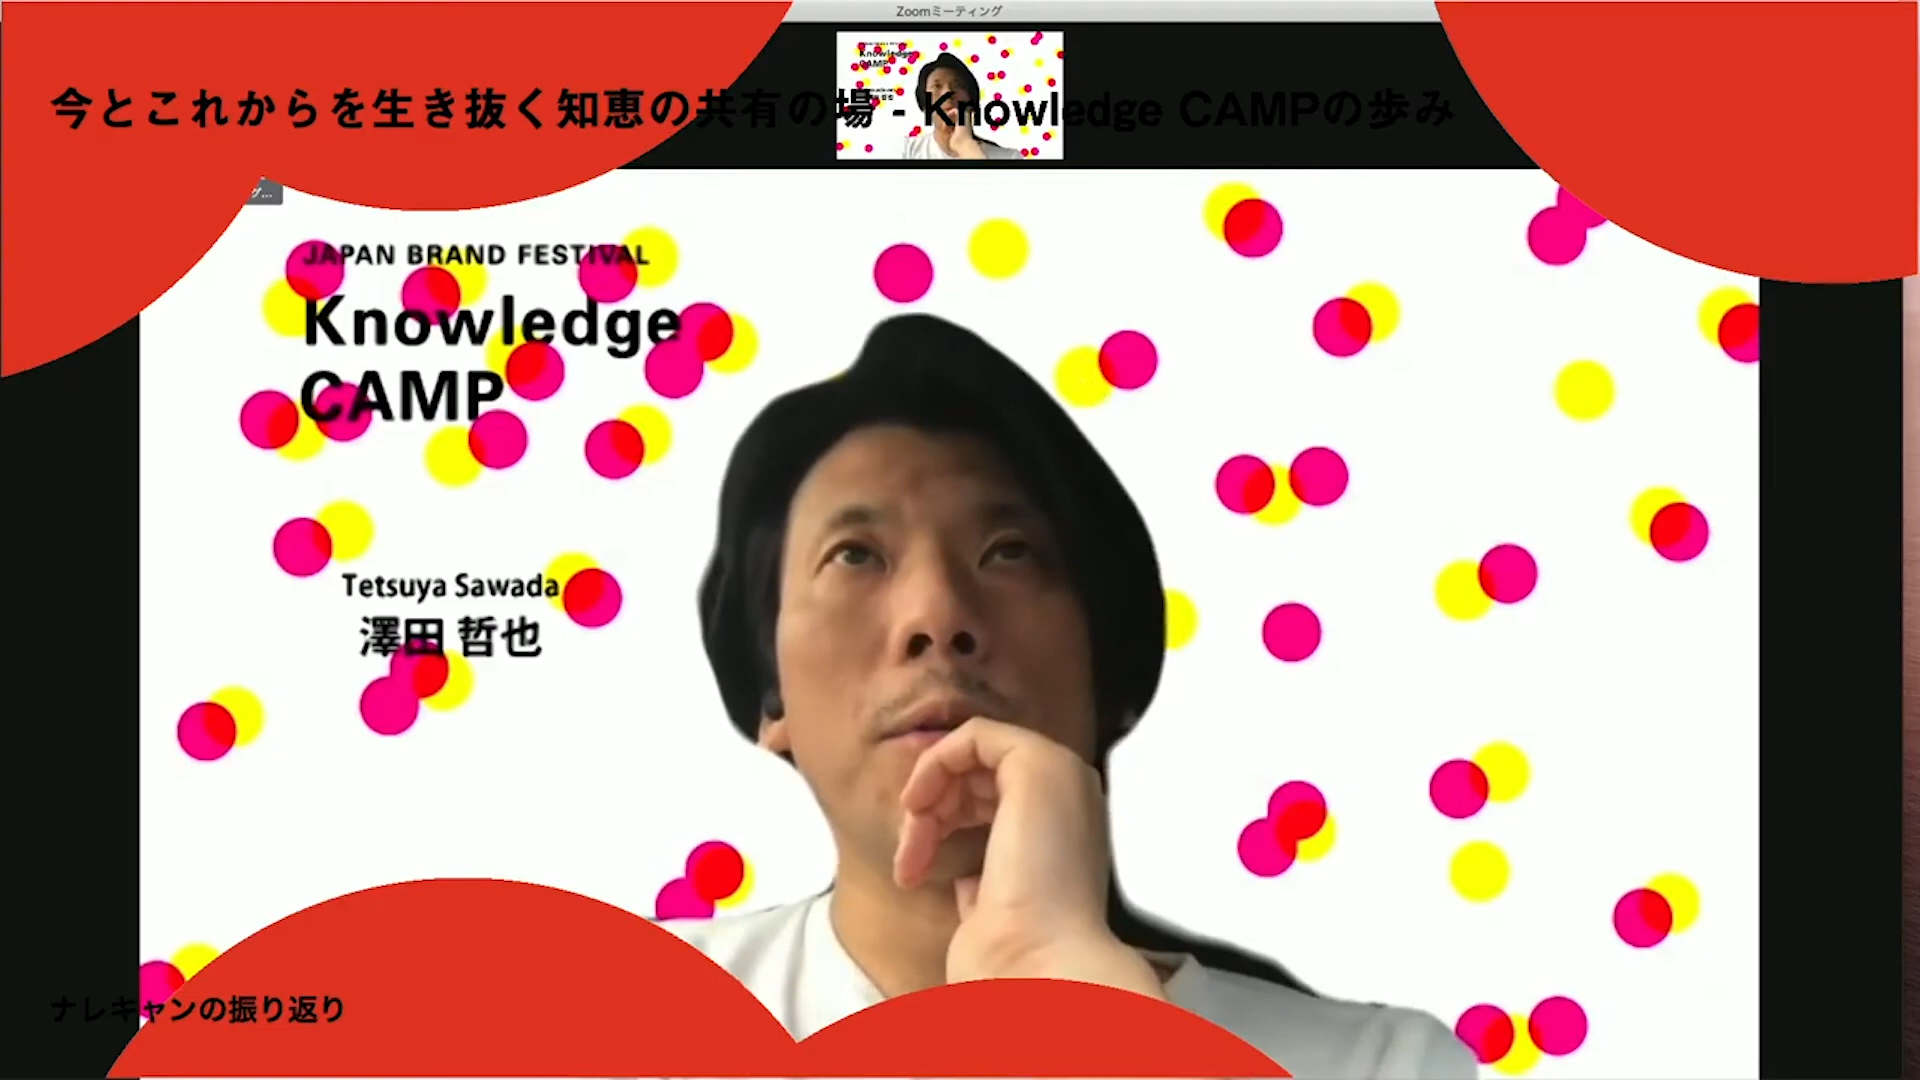 Zoomミーティング
今とこれからを生き抜く知恵の共有の場 - Knowledge CAMPの歩み
JAPAN BRAND FESTIVAL
Knowledge
CAMP
Tetsuya Sawada
澤田 哲也
ナレキャンの振り返り